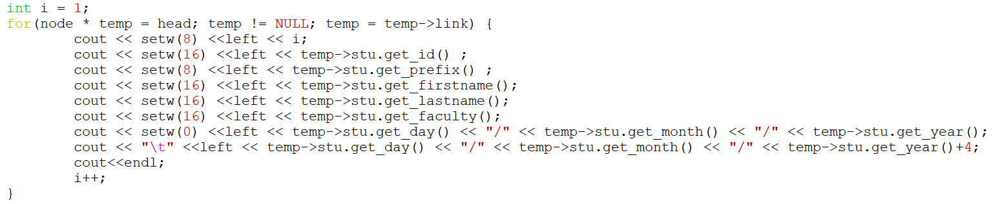 int i = 1;
for(node * temp = head; temp != NULL; temp = temp->link) {
        cout << setw(8) <<left << i;
        cout << setw(16) <<left << temp->stu.get_id() ;
        cout << setw(8) <<left << temp->stu.get_prefix() ;
        cout << setw(16) <<left << temp->stu.get_firstname();
        cout << setw(16) <<left << temp->stu.get_lastname();
        cout << setw(16) <<left << temp->stu.get_faculty();
        cout << setw(0) <<left << temp->stu.get_day() << "/" << temp->stu.get_month() << "/" << temp->stu.get_year();
        cout << "\t" <<left << temp->stu.get_day() << "/" << temp->stu.get_month() << "/" << temp->stu.get_year()+4;
        cout<<endl;
        i++;
}